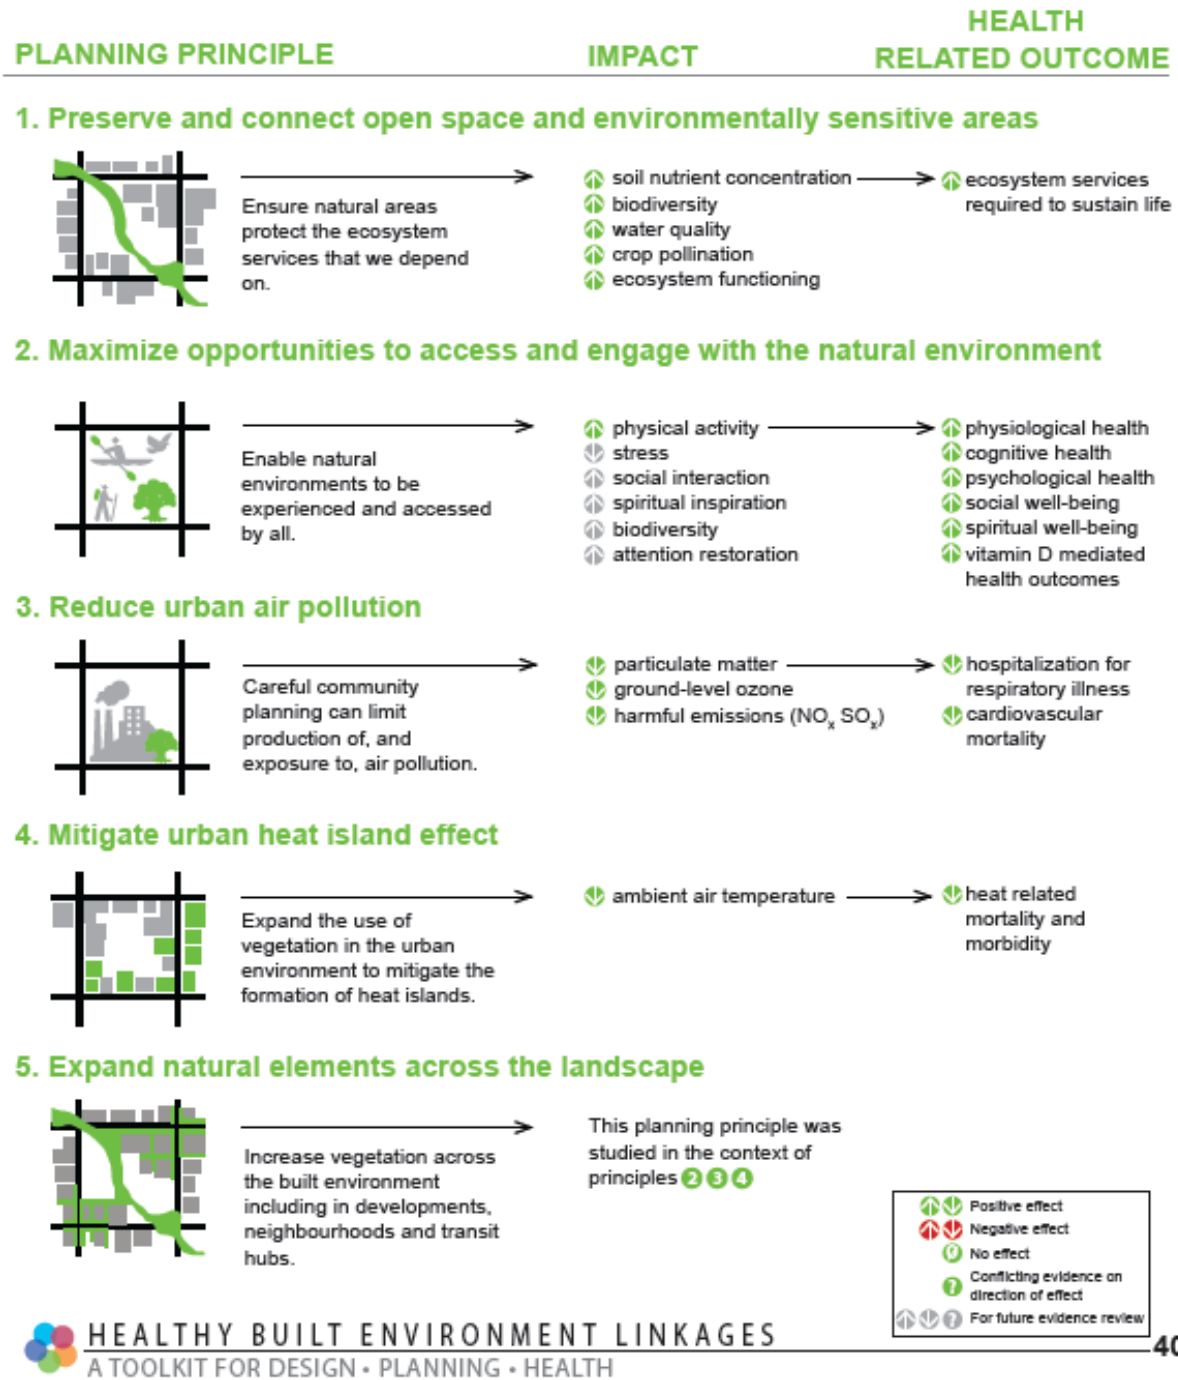 PLANNING PRINCIPLE
IMPACT
HEALTH
RELATED OUTCOME
1. Preserve and connect open space and environmentally sensitive areas
Ensure natural areas
protect the ecosystem
services that we depend
on.
soil nutrient concentration
biodiversity
water quality
crop pollination
ecosystem functioning
ecosystem services
required to sustain life
2. Maximize opportunities to access and engage with the natural environment
Enable natural
environments to be
experienced and accessed
by all.
physical activity
stress
social interaction
spiritual inspiration
biodiversity
attention restoration
physiological health
cognitive health
psychological health
social well-being
spiritual well-being
vitamin D mediated
health outcomes
3. Reduce urban air pollution
Careful community
planning can limit
production of, and
exposure to, air pollution.
particulate matter
ground-level ozone
harmful emissions (NOx SOx)
hospitalization for
respiratory illness
cardiovascular
mortality
4. Mitigate urban heat island effect
Expand the use of
vegetation in the urban
environment to mitigate the
formation of heat islands.
ambient air temperature
heat related
mortality and
morbidity
5. Expand natural elements across the landscape
Increase vegetation across
the built environment
including in developments,
neighbourhoods and transit
hubs.
This planning principle was
studied in the context of
principles 2 3 4
Positive effect
Negative effect
0 No effect
? Conflicting evidence on
direction of effect
? For future evidence review
HEALTHY BUILT ENVIRONMENT LINKAGES
A TOOLKIT FOR DESIGN • PLANNING • HEALTH
40